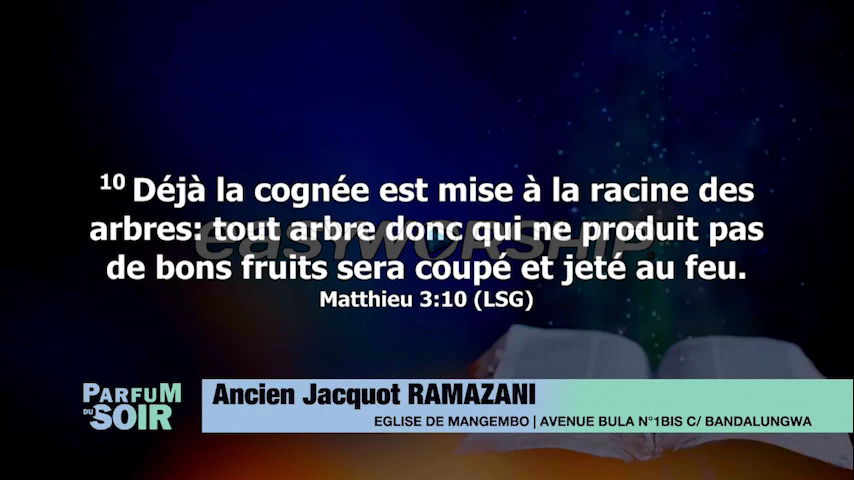 10 Déjà la cognée est mise à la racine des
arbres: tout arbre donc qui ne produit pas
de bons fruits sera coupé et jeté au feu.
Matthieu 3:10 (LSG)
easyworship
PARFUM
DU
SOIR
Ancien Jacquot RAMAZANI
EGLISE DE MANGEMBO | AVENUE BULA N°1BIS C/ BANDALUNGWA